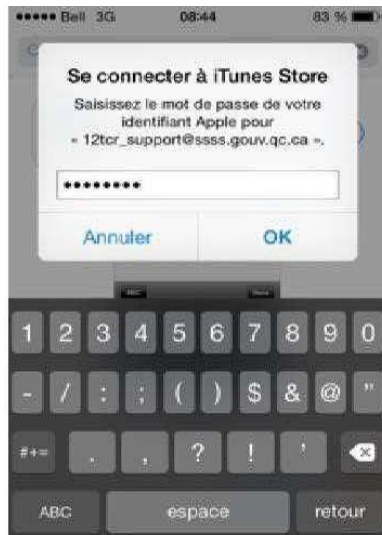 ●●●●● Bell 3G 08:44 83 %
Se connecter à iTunes Store
Saisissez le mot de passe de votre
identifiant Apple pour
« 12tcr_support@ssss.gouv.qc.ca ».
●●●●●●●●
Annuler OK
1 2 3 4 5 6 7 8 9 0
- / : ; ( ) $ & @ "
#+= . , ? ! '
ABC espace retour